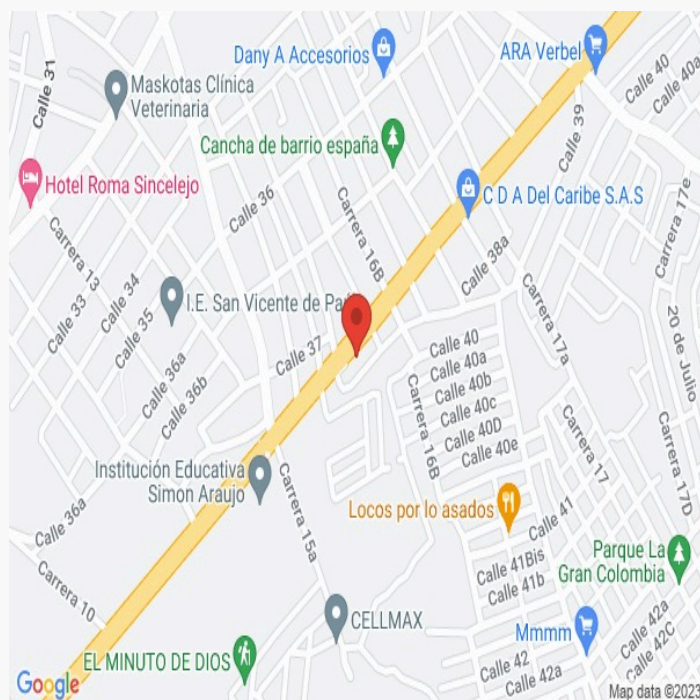 Dany A Accesorios
ARA Verbel
Calle 31
Maskotas Clínica
Veterinaria
Calle 40
Calle 40a
Calle 39
Cancha de barrio españa
Hotel Roma Sincelejo
C D A Del Caribe S.A.S
Calle 36
Carrera 16B
Carrera 17e
Carrera 13
Calle 38a
Calle 34
Calle 33
Calle 35
I.E. San Vicente de
Carrera 17a
20 de Julio
Calle 37
Calle 40
Calle 40a
Calle 36a
Calle 40b
Calle 36b
Calle 40c
Carrera 16B
Calle 40D
Calle 40e
Carrera 17
Carrera 17D
Institución Educativa
Simon Araujo
Carrera 15a
Locos por lo asados
Calle 41
Calle 36a
Parque La
Gran Colombia
Calle 41Bis
Calle 41b
Carrera 10
CELLMAX
Mmmm
Calle 42a
Calle 42C
EL MINUTO DE DIOS
Calle 42
Calle 42a
Google
Map data ©2023